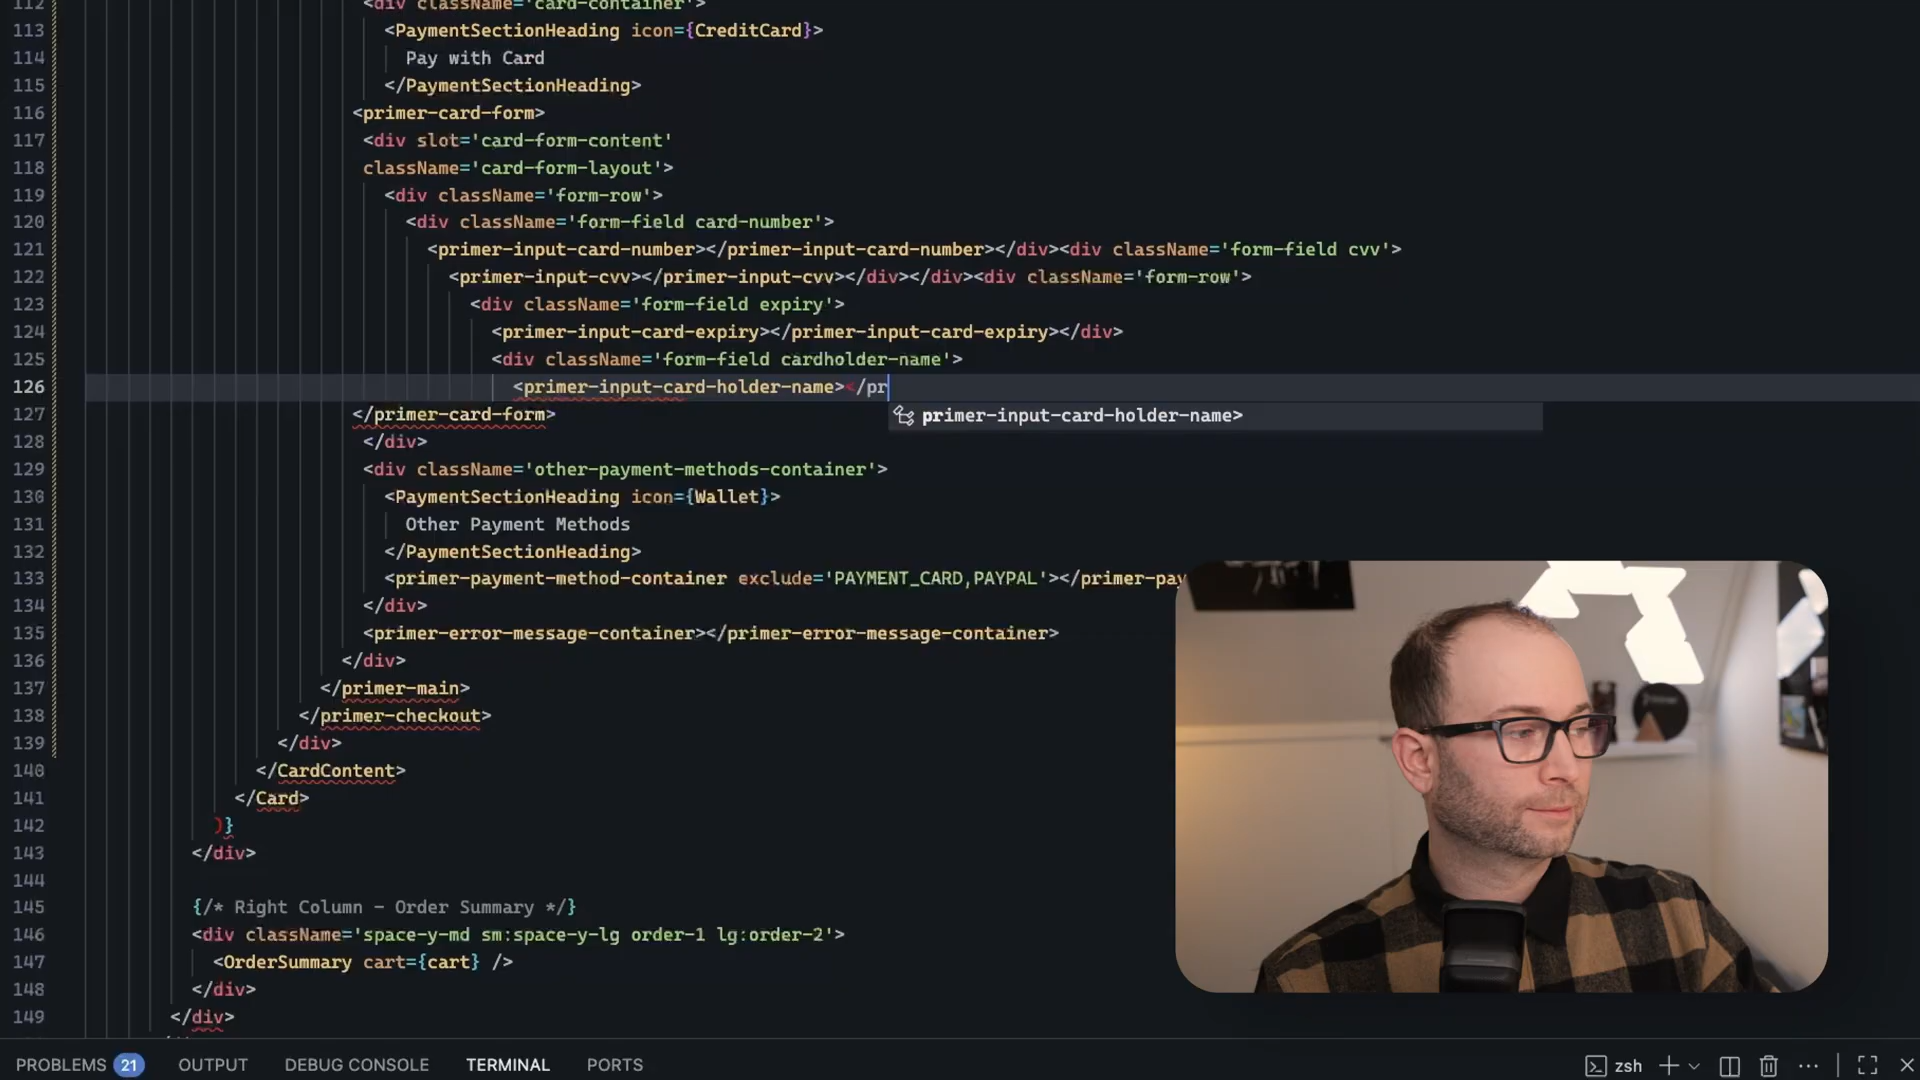 112 <div className='card-container'>
113 <PaymentSectionHeading icon={CreditCard}>
114 Pay with Card
115 </PaymentSectionHeading>
116 <primer-card-form>
117 <div slot='card-form-content'
118 className='card-form-layout'>
119 <div className='form-row'>
120 <div className='form-field card-number'>
121 <primer-input-card-number></primer-input-card-number></div><div className='form-field cvv'>
122 <primer-input-cvv></primer-input-cvv></div></div><div className='form-row'>
123 <div className='form-field expiry'>
124 <primer-input-card-expiry></primer-input-card-expiry></div>
125 <div className='form-field cardholder-name'>
126 <primer-input-card-holder-name></pr
127 </primer-card-form>
primer-input-card-holder-name>
128 </div>
129 <div className='other-payment-methods-container'>
130 <PaymentSectionHeading icon={Wallet}>
131 Other Payment Methods
132 </PaymentSectionHeading>
133 <primer-payment-method-container exclude='PAYMENT_CARD,PAYPAL'></primer-pay
134 </div>
135 <primer-error-message-container></primer-error-message-container>
136 </div>
137 </primer-main>
138 </primer-checkout>
139 </div>
140 </CardContent>
141 </Card>
142 )}
143 </div>
144
145 {/* Right Column - Order Summary */}
146 <div className='space-y-md sm:space-y-lg order-1 lg:order-2'>
147 <OrderSummary cart={cart} />
148 </div>
149 </div>
PROBLEMS 21 OUTPUT DEBUG CONSOLE TERMINAL PORTS zsh